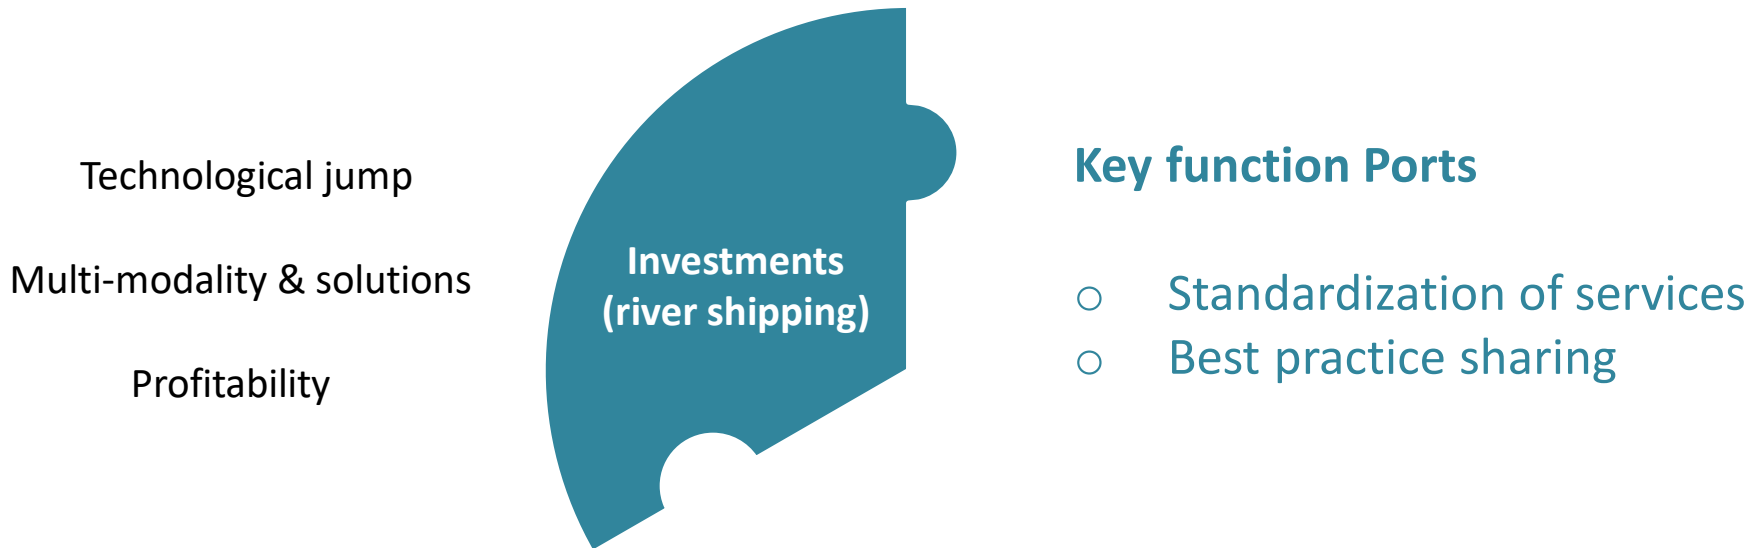 Technological jump
Multi-modality & solutions
Profitability
Investments
(river shipping)
Key function Ports
○ Standardization of services
○ Best practice sharing